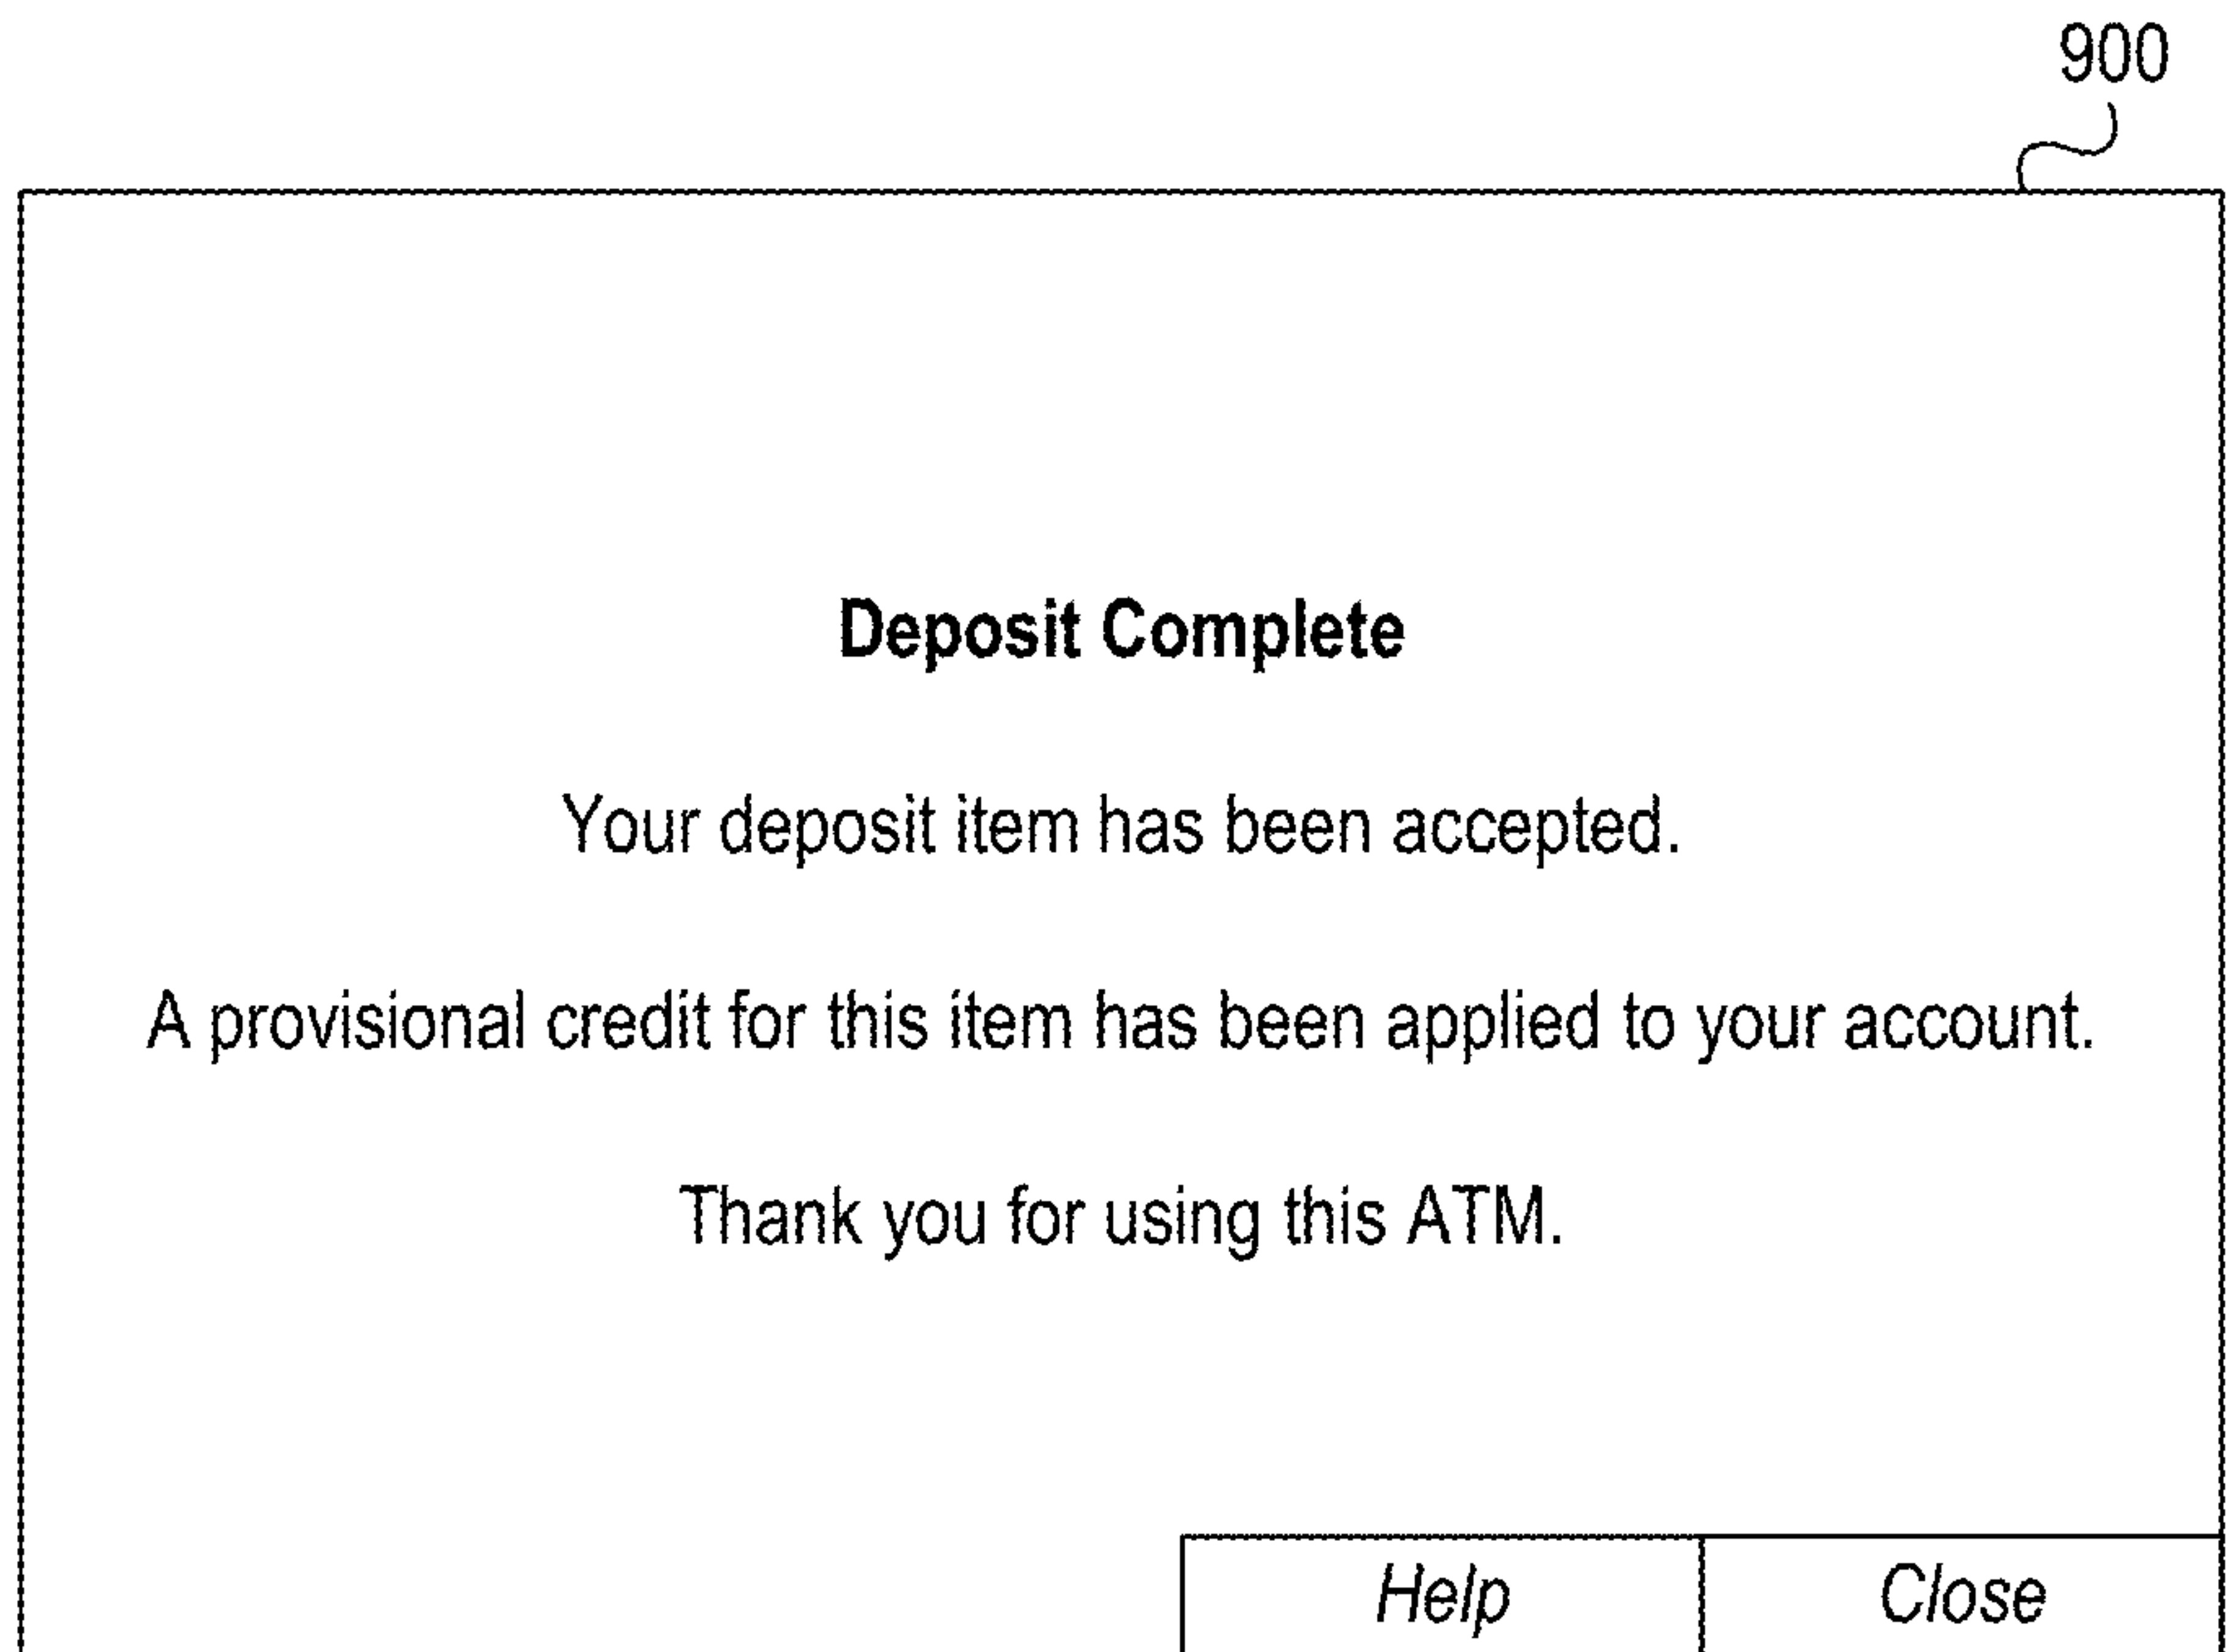 900
Deposit Complete
Your deposit item has been accepted.
A provisional credit for this item has been applied to your account.
Thank you for using this ATM.
Help Close